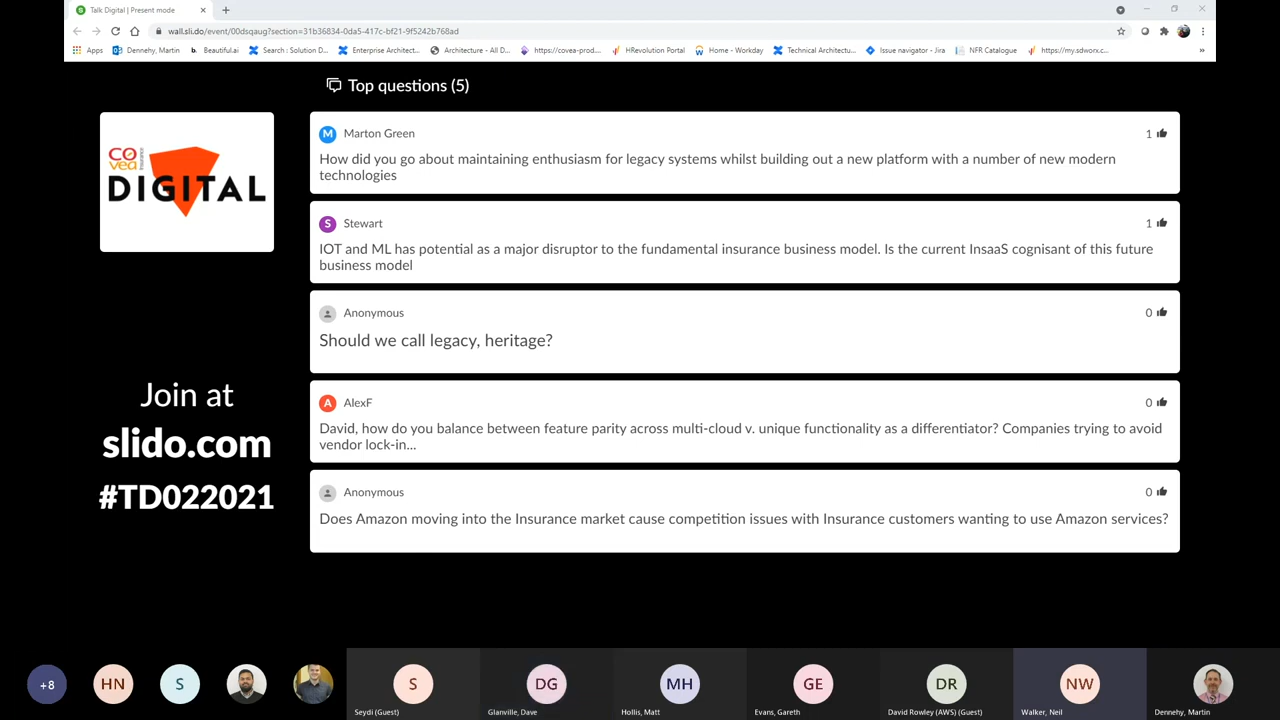 Talk Digital | Present mode
wall.sli.do/event/00dsqaug?section=31b36834-0da5-417c-bf21-9f5242b768ad
Apps
Dennehy, Martin
b.
Beautiful.ai
Search : Solution D...
Enterprise Architect...
Architecture - All D...
https://covea-prod...
HRevolution Portal
Home - Workday
Technical Architectu...
Issue navigator - Jira
NFR Catalogue
https://my.sdworx.c...
»
Top questions (5)
covea
Insurance
DIGITAL
Join at
slido.com
#TD022021
M
Marton Green
1
How did you go about maintaining enthusiasm for legacy systems whilst building out a new platform with a number of new modern
technologies
S
Stewart
1
IOT and ML has potential as a major disruptor to the fundamental insurance business model. Is the current InsaaS cognisant of this future
business model
Anonymous
0
Should we call legacy, heritage?
A
AlexF
0
David, how do you balance between feature parity across multi-cloud v. unique functionality as a differentiator? Companies trying to avoid
vendor lock-in...
Anonymous
0
Does Amazon moving into the Insurance market cause competition issues with Insurance customers wanting to use Amazon services?
+8
HN
S
S
Seydi (Guest)
DG
Glanville, Dave
MH
Hollis, Matt
GE
Evans, Gareth
DR
David Rowley (AWS) (Guest)
NW
Walker, Neil
Dennehy, Martin